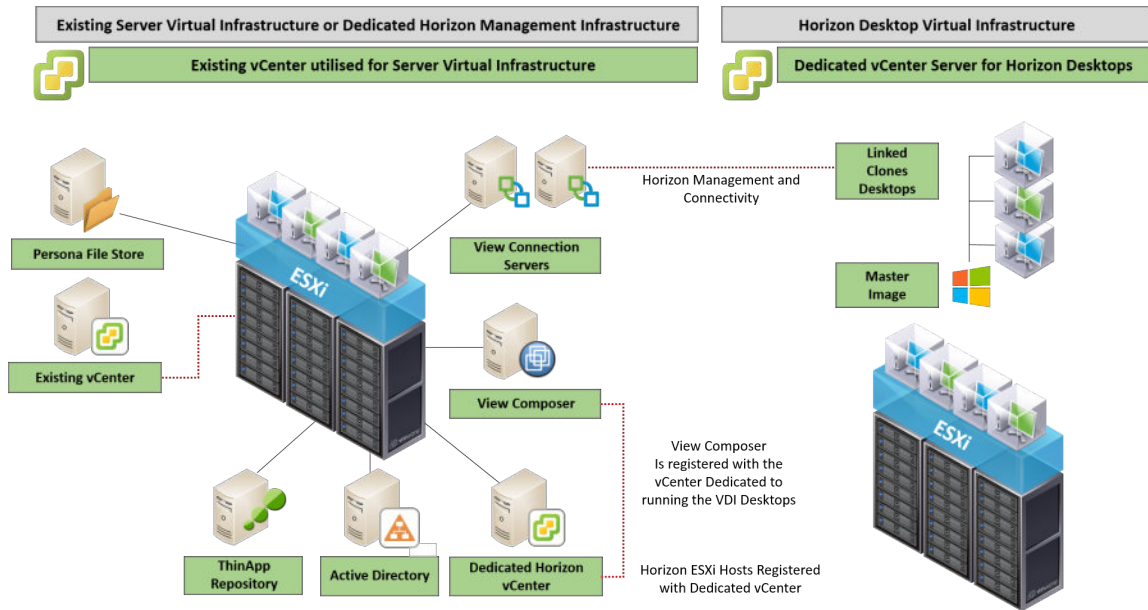 Existing Server Virtual Infrastructure or Dedicated Horizon Management Infrastructure
Horizon Desktop Virtual Infrastructure
Existing vCenter utilised for Server Virtual Infrastructure
Dedicated vCenter Server for Horizon Desktops
Persona File Store
Existing vCenter
ESXi
View Connection
Servers
Horizon Management and
Connectivity
Linked
Clones
Desktops
Master
Image
View Composer
View Composer
Is registered with the
vCenter Dedicated to
running the VDI Desktops
ESXi
ThinApp
Repository
Active Directory
Dedicated Horizon
vCenter
Horizon ESXi Hosts Registered
with Dedicated vCenter